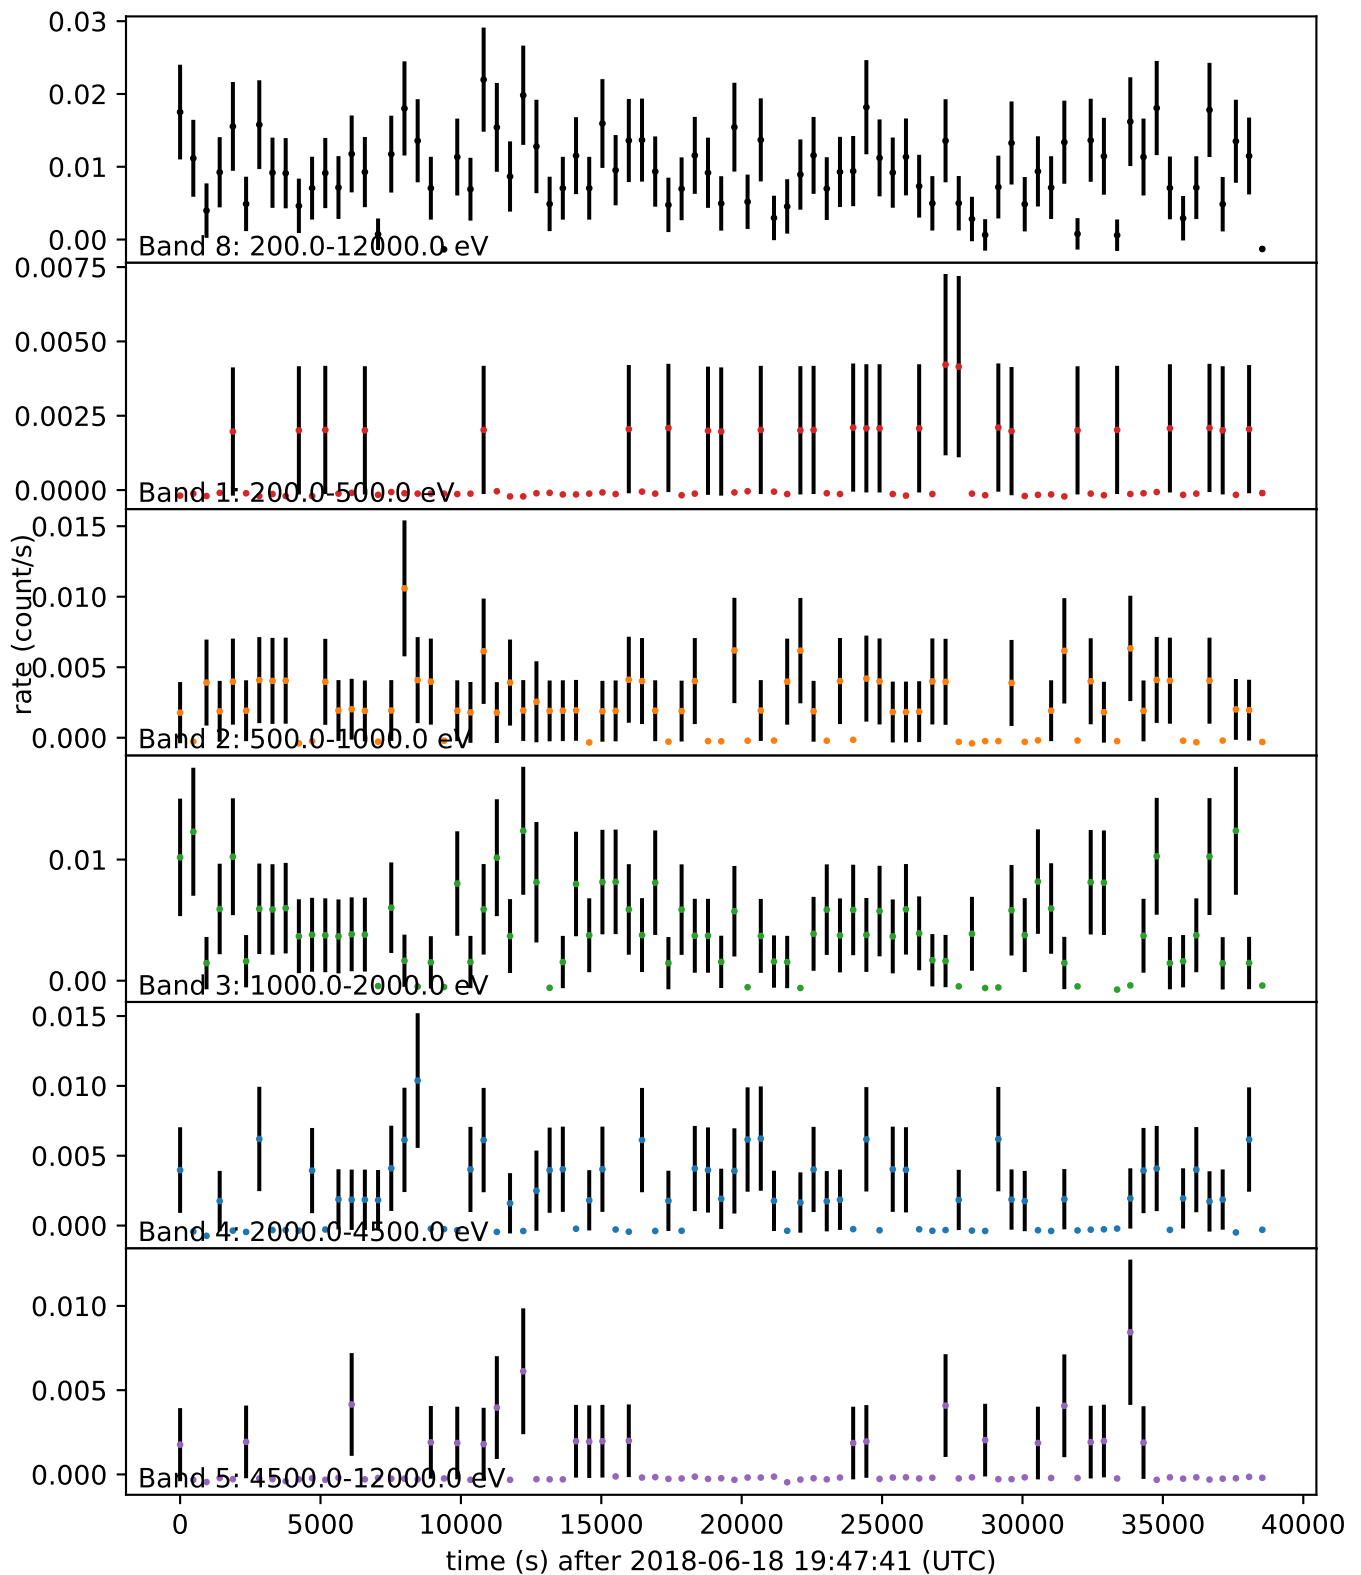 0.03
0.02
0.01
0.00
Band 8: 200.0-12000.0 eV
0.0075
0.0050
0.0025
0.0000
Band 1: 200.0-500.0 eV
rate (count/s)
0.015
0.010
0.005
0.000
Band 2: 500.0-1000.0 eV
0.01
0.00
Band 3: 1000.0-2000.0 eV
0.015
0.010
0.005
0.000
Band 4: 2000.0-4500.0 eV
0.010
0.005
0.000
Band 5: 4500.0-12000.0 eV
0 5000 10000 15000 20000 25000 30000 35000 40000
time (s) after 2018-06-18 19:47:41 (UTC)